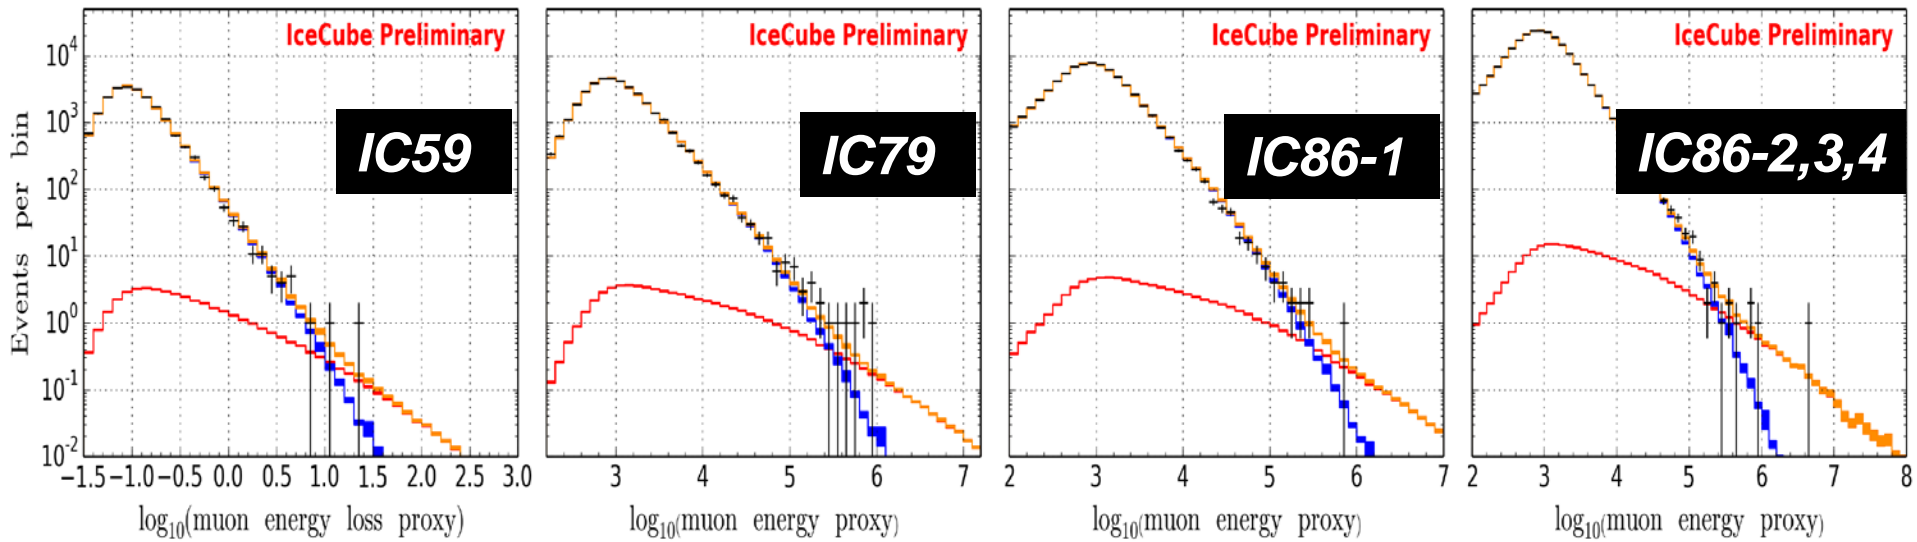 IceCube Preliminary IceCube Preliminary IceCube Preliminary IceCube Preliminary
IC59 IC79 IC86-1 IC86-2,3,4
Events per bin
10^4
10^3
10^2
10^1
10^0
10^-1
10^-2
−1.5 −1.0 −0.5 0.0 0.5 1.0 1.5 2.0 2.5 3.0 3 4 5 6 7 2 3 4 5 6 7 2 3 4 5 6 7 8
log10(muon energy loss proxy) log10(muon energy proxy) log10(muon energy proxy) log10(muon energy proxy)